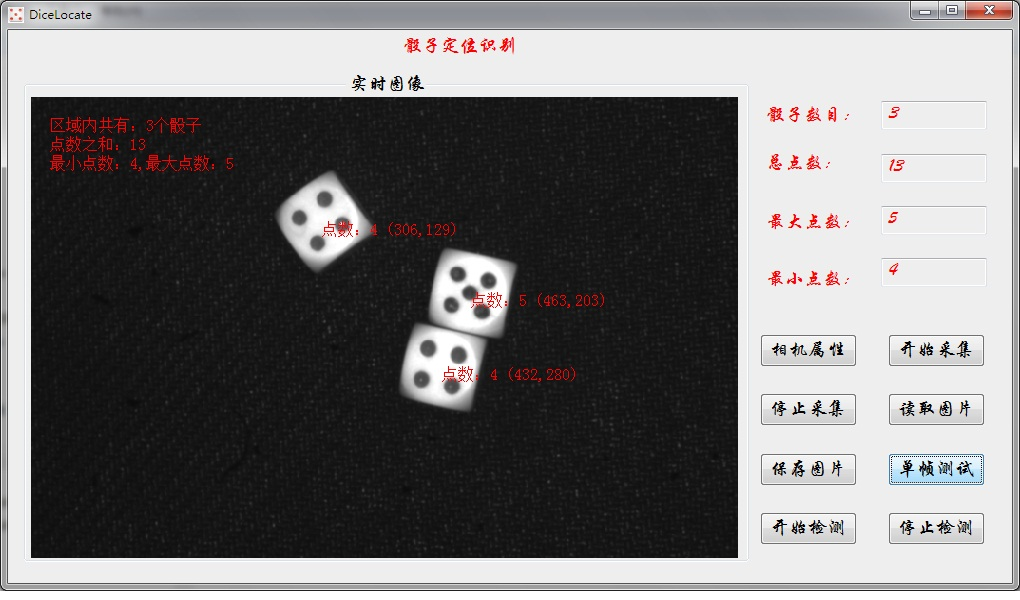 DiceLocate
骰子定位识别
实时图像
区域内共有：3个骰子
点数之和：13
最小点数：4,最大点数：5
点数：4 (306,129)
点数：5 (463,203)
点数：4 (432,280)
骰子数目： 3
总点数： 13
最大点数： 5
最小点数： 4
相机属性 开始采集
停止采集 读取图片
保存图片 单帧测试
开始检测 停止检测